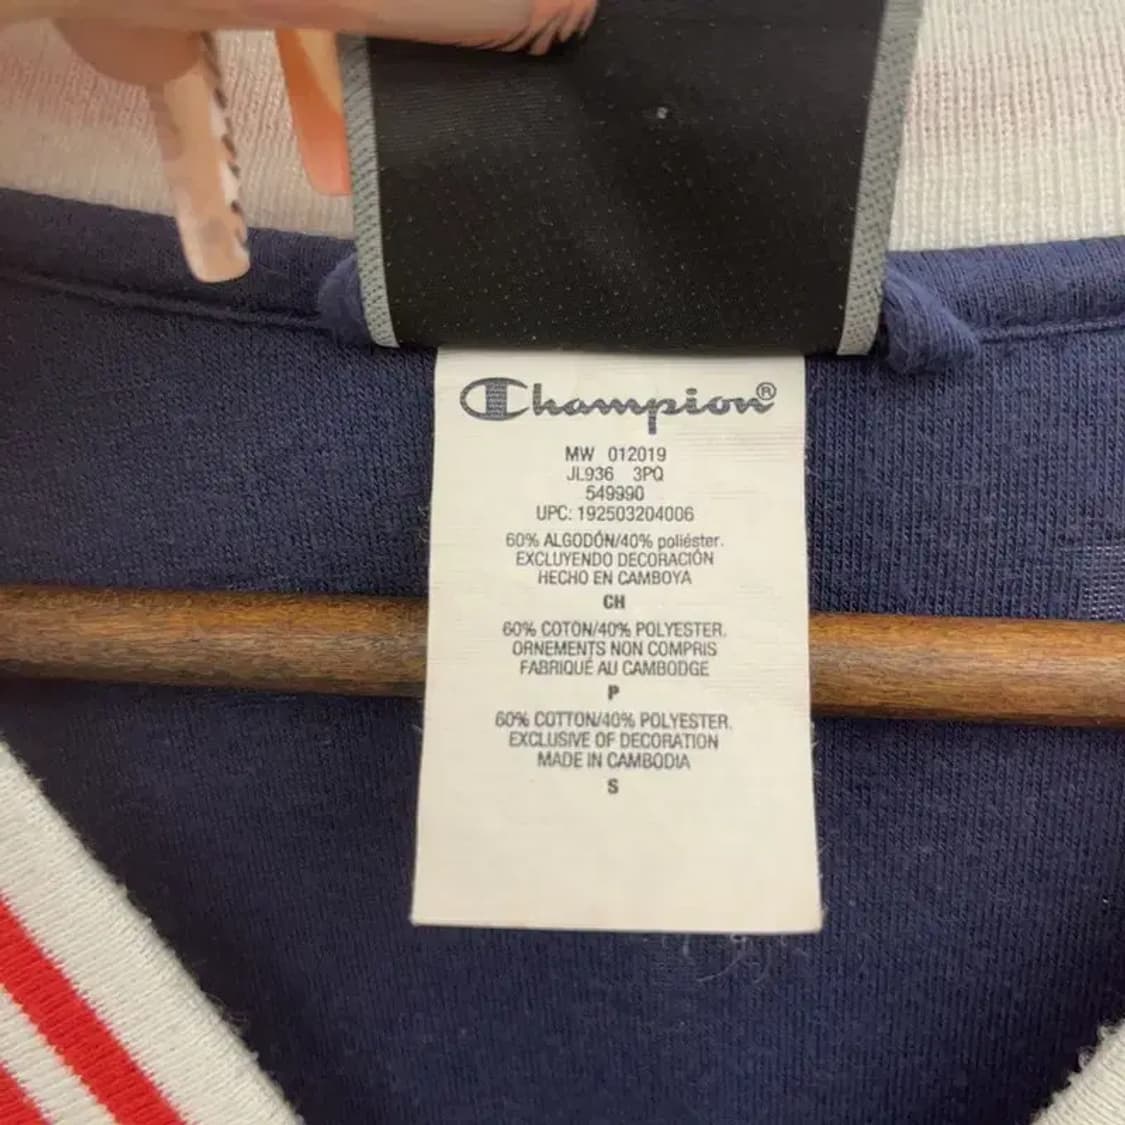 Champion®
MW 012019
JL936 3PQ
549990
UPC: 192503204006
60% ALGODÓN/40% poliéster.
EXCLUYENDO DECORACIÓN
HECHO EN CAMBOYA
CH
60% COTON/40% POLYESTER.
ORNEMENTS NON COMPRIS
FABRIQUÉ AU CAMBODGE
P
60% COTTON/40% POLYESTER.
EXCLUSIVE OF DECORATION
MADE IN CAMBODIA
S